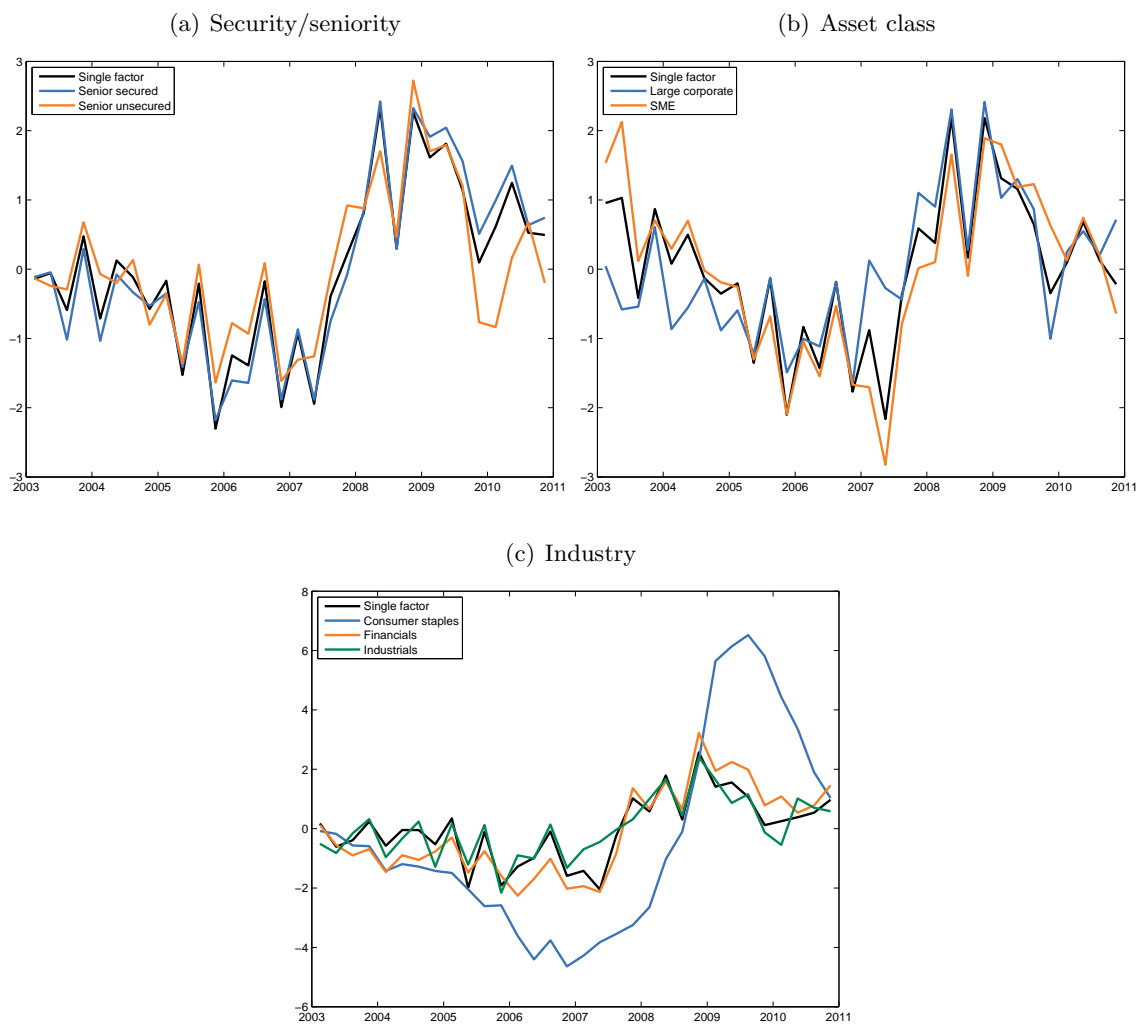 (a) Security/seniority
3
2
1
0
−1
−2
−3
2003 2004 2005 2006 2007 2008 2009 2010 2011
Single factor
Senior secured
Senior unsecured
(b) Asset class
3
2
1
0
−1
−2
−3
2003 2004 2005 2006 2007 2008 2009 2010 2011
Single factor
Large corporate
SME
(c) Industry
8
6
4
2
0
−2
−4
−6
2003 2004 2005 2006 2007 2008 2009 2010 2011
Single factor
Consumer staples
Financials
Industrials